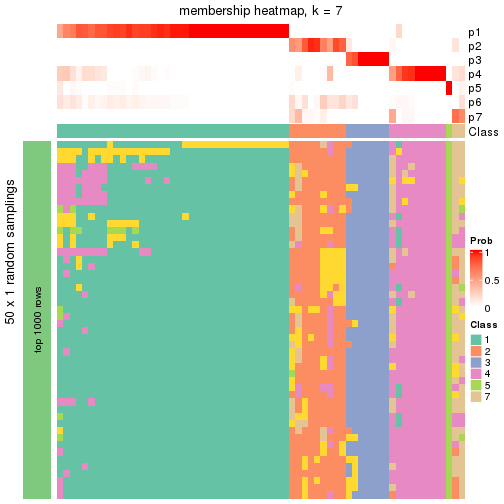 membership heatmap, k = 7
p1
p2
p3
p4
p5
p6
p7
Class
50 x 1 random samplings
top 1000 rows
Prob
1
0.5
0
Class
1
2
3
4
5
7